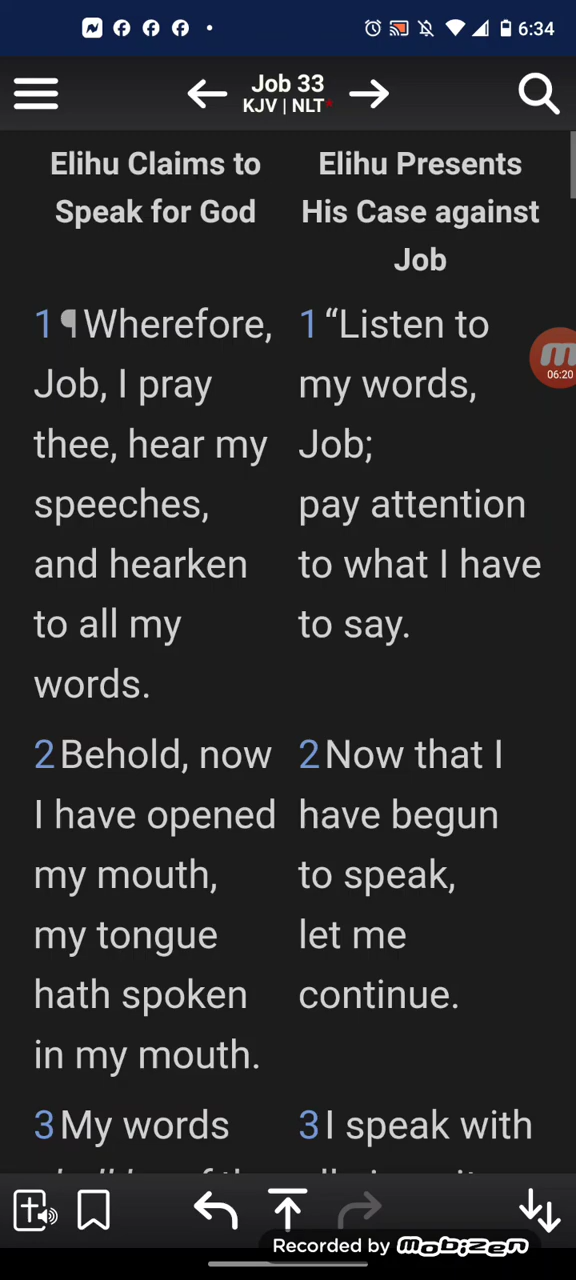 6:34
Job 33
KJV | NLT*
Elihu Claims to
Speak for God
1 ¶ Wherefore,
Job, I pray
thee, hear my
speeches,
and hearken
to all my
words.
2 Behold, now
I have opened
my mouth,
my tongue
hath spoken
in my mouth.
3 My words
Elihu Presents
His Case against
Job
1 “Listen to
my words,
Job;
pay attention
to what I have
to say.
2 Now that I
have begun
to speak,
let me
continue.
3 I speak with
06:20
Recorded by mobizen